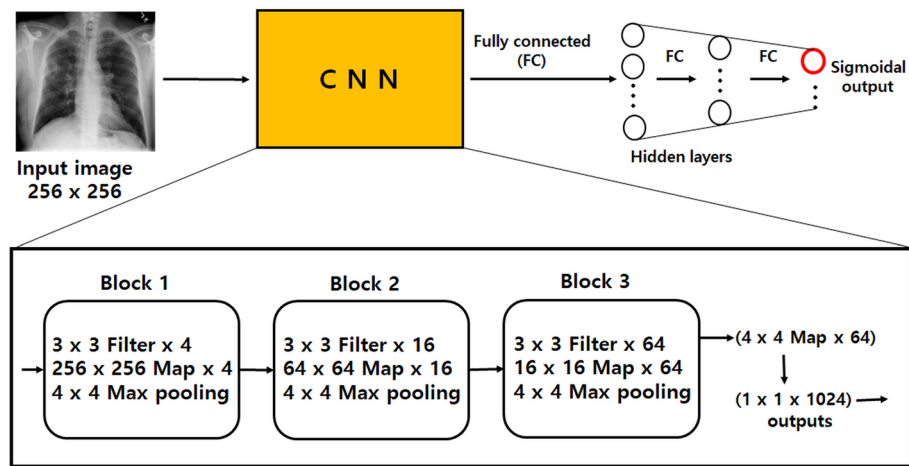 C N N
Input image
256 x 256
Fully connected
(FC)
FC
FC
Sigmoidal
output
Hidden layers
Block 1
3 x 3 Filter x 4
256 x 256 Map x 4
4 x 4 Max pooling
Block 2
3 x 3 Filter x 16
64 x 64 Map x 16
4 x 4 Max pooling
Block 3
3 x 3 Filter x 64
16 x 16 Map x 64
4 x 4 Max pooling
(4 x 4 Map x 64)
(1 x 1 x 1024)
outputs